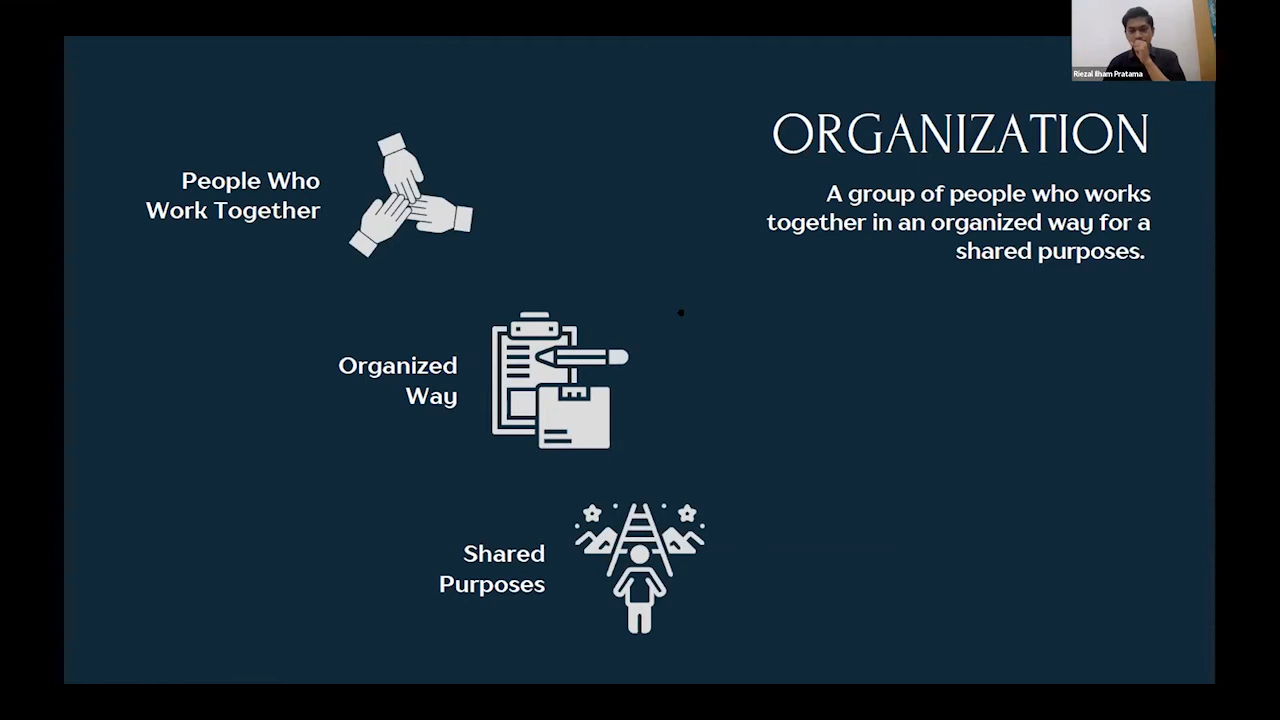 Riezal Ilham Pratama
ORGANIZATION
A group of people who works
together in an organized way for a
shared purposes.
People Who
Work Together
Organized
Way
Shared
Purposes